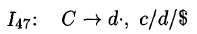 I₄₇: C → d·, c/d/$